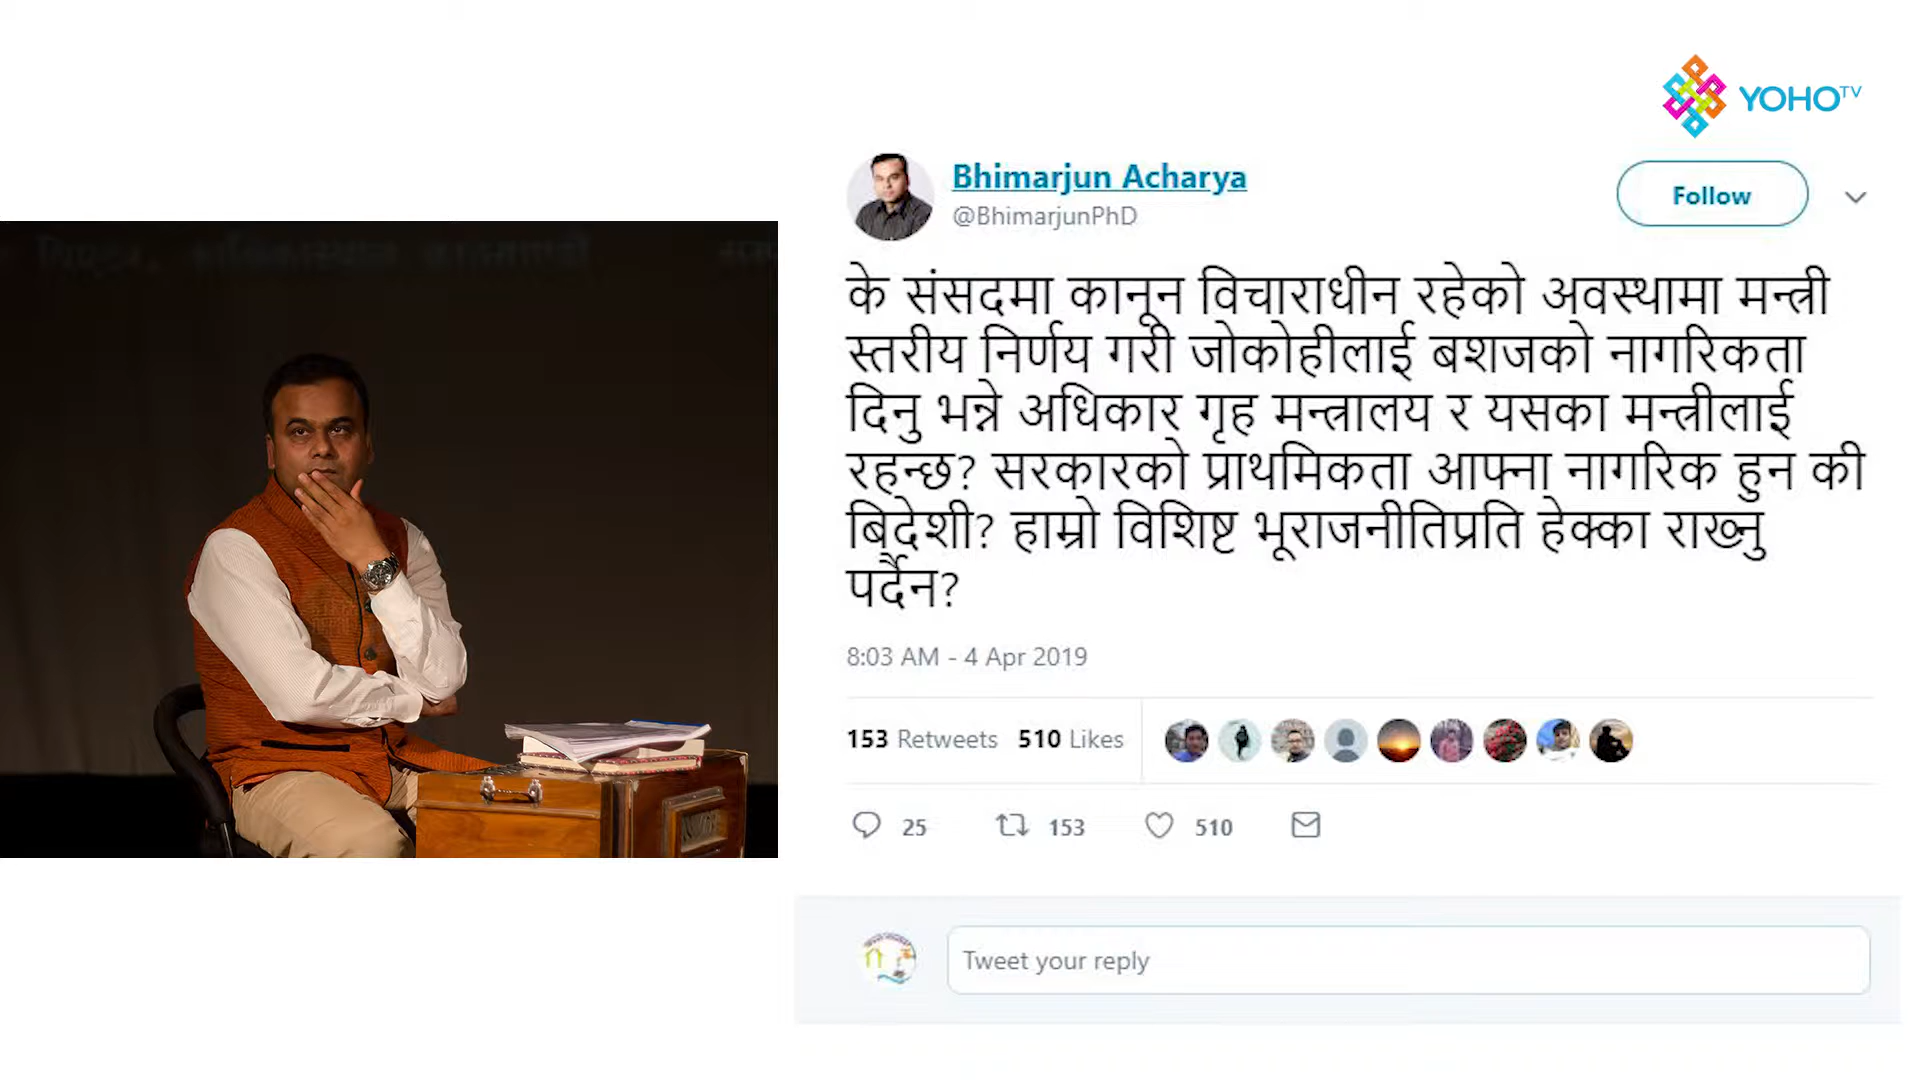 YOHO TV
Bhimarjun Acharya
@BhimarjunPhD
Follow
के संसदमा कानून विचाराधीन रहेको अवस्थामा मन्त्री
स्तरीय निर्णय गरी जोकोहीलाई बशजको नागरिकता
दिनु भन्ने अधिकार गृह मन्त्रालय र यसका मन्त्रीलाई
रहन्छ? सरकारको प्राथमिकता आफ्ना नागरिक हुन की
बिदेशी? हाम्रो विशिष्ट भूराजनीतिप्रति हेक्का राख्नु
पर्दैन?
8:03 AM - 4 Apr 2019
153 Retweets 510 Likes
25 153 510
Tweet your reply